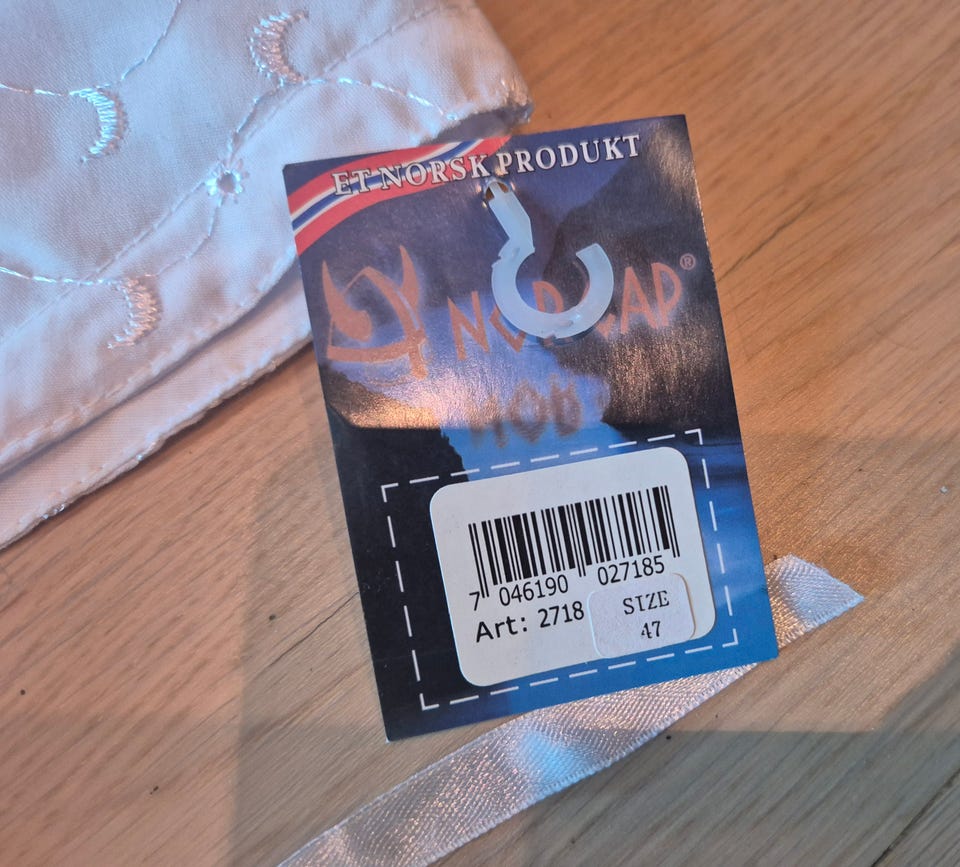 ET NORSK PRODUKT
®
7 046190 027185
Art: 2718
SIZE
47